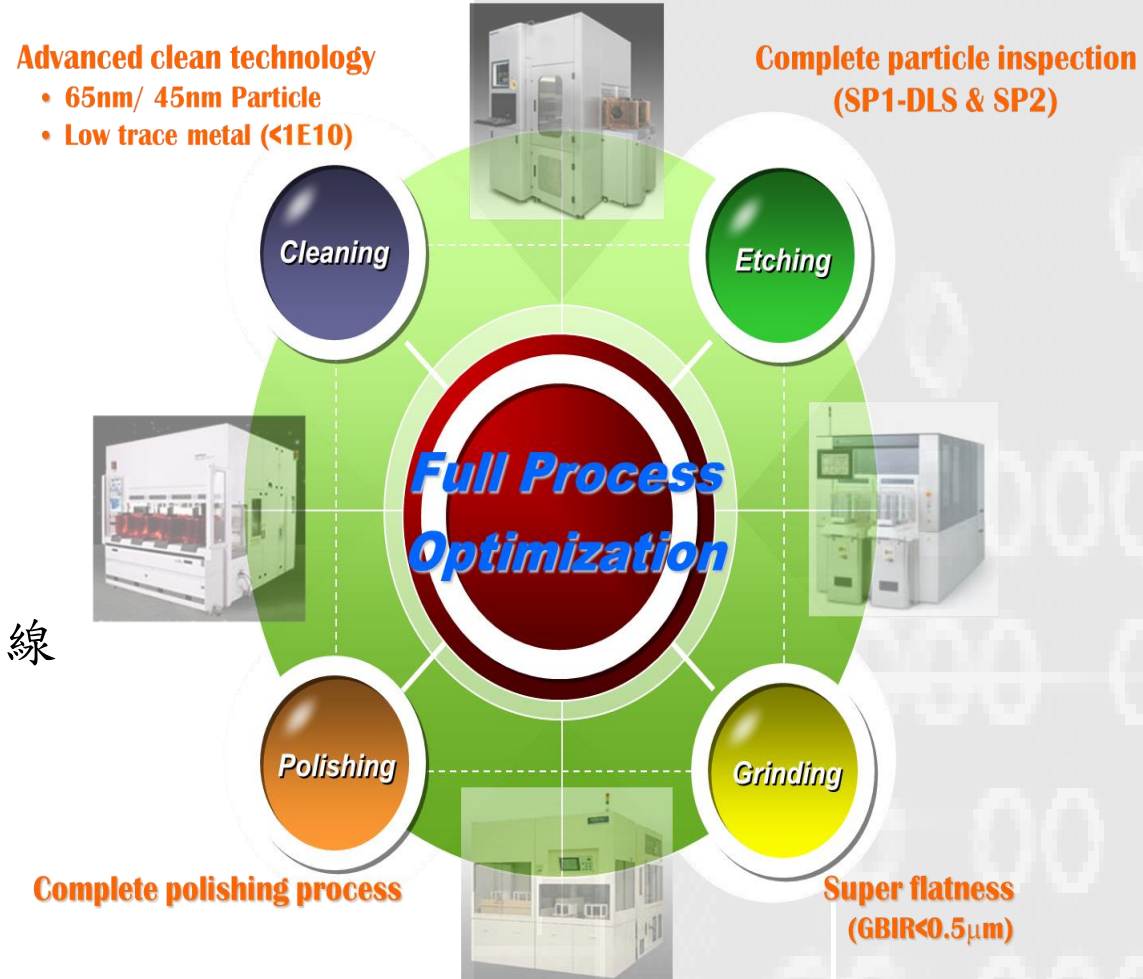 Advanced clean technology
• 65nm/ 45nm Particle
• Low trace metal (<1E10)
Complete particle inspection
(SP1-DLS & SP2)
Cleaning
Etching
Full Process
Optimization
線
Polishing
Grinding
Complete polishing process
Super flatness
(GBIR<0.5μm)